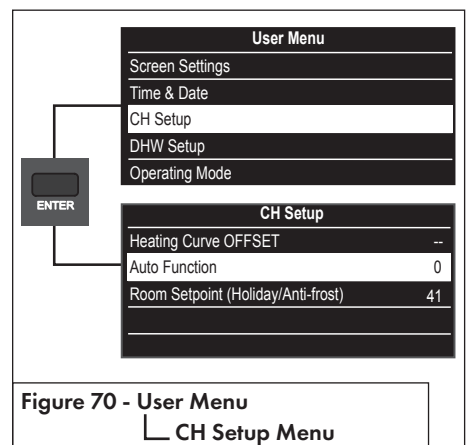 User Menu
Screen Settings
Time & Date
CH Setup
DHW Setup
Operating Mode
ENTER
CH Setup
Heating Curve OFFSET --
Auto Function 0
Room Setpoint (Holiday/Anti-frost) 41
Figure 70 - User Menu
CH Setup Menu